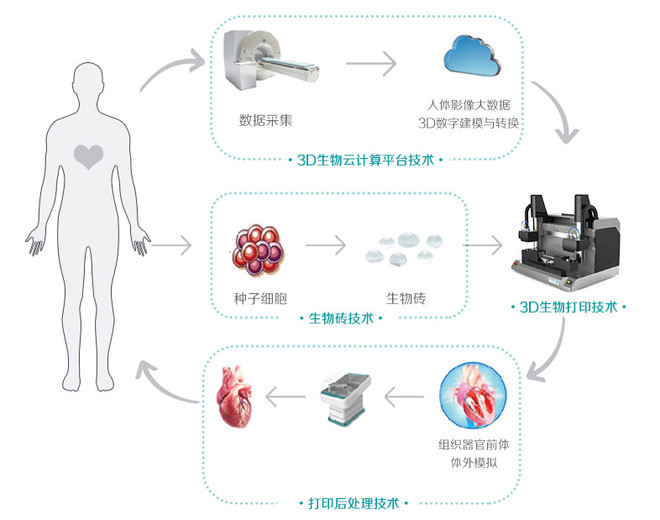 数据采集
人体影像大数据
3D数字建模与转换
• 3D生物云计算平台技术 •
种子细胞
生物砖
• 生物砖技术 •
• 3D生物打印技术 •
组织器官前体
体外模拟
• 打印后处理技术 •